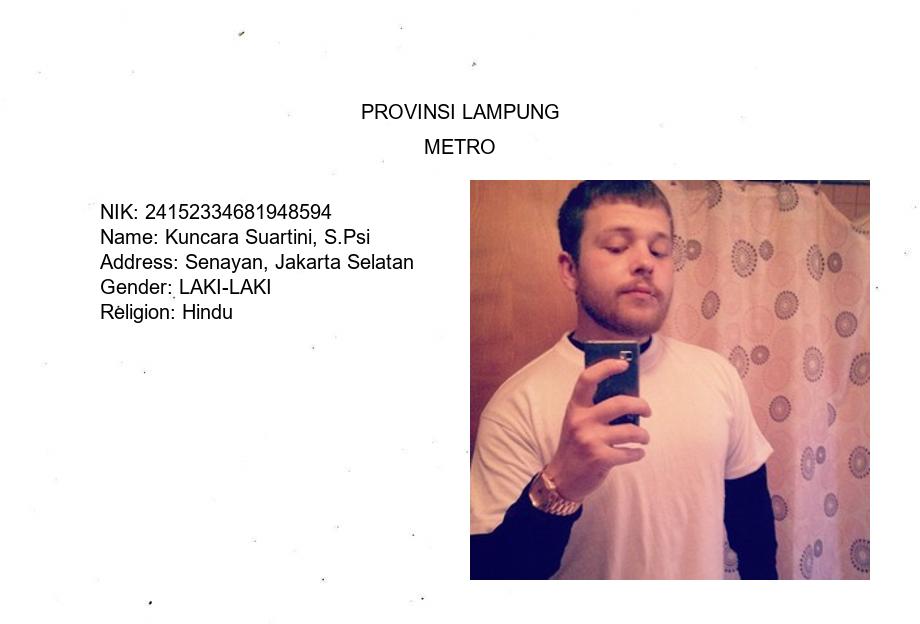 PROVINSI LAMPUNG
METRO
NIK: 24152334681948594
Name: Kuncara Suartini, S.Psi
Address: Senayan, Jakarta Selatan
Gender: LAKI-LAKI
Religion: Hindu